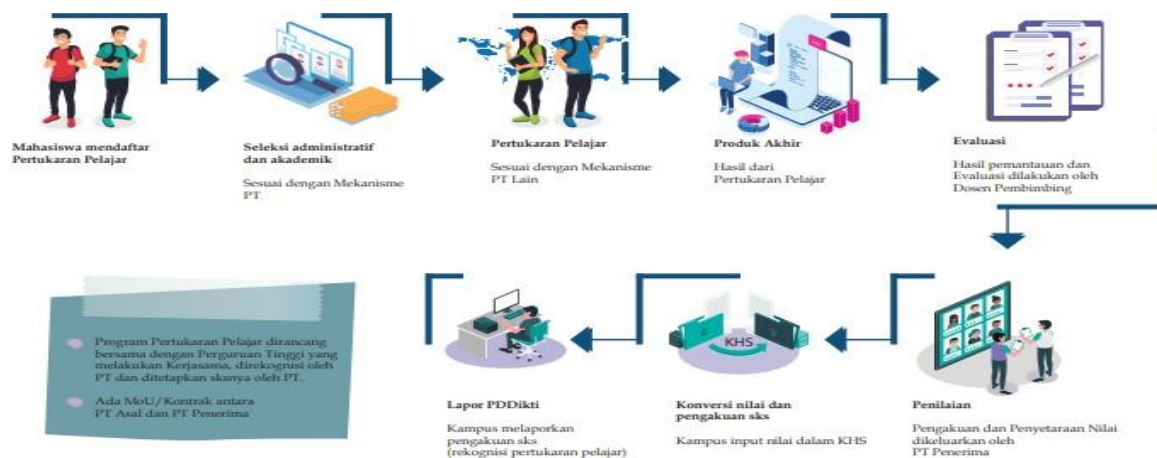 Mahasiswa mendaftar
Pertukaran Pelajar
Seleksi administratif
dan akademik
Sesuai dengan Mekanisme
PT
Pertukaran Pelajar
Sesuai dengan Mekanisme
PT Lain
Produk Akhir
Hasil dari
Pertukaran Pelajar
Evaluasi
Hasil pemantauan dan
Evaluasi dilakukan oleh
Dosen Pembimbing
Penilaian
Pengakuan dan Penyetaraan Nilai
dikeluarkan oleh
PT Penerima
KHS
Konversi nilai dan
pengakuan sks
Kampus input nilai dalam KHS
Lapor PDDikti
Kampus melaporkan
pengakuan sks
(rekognisi pertukaran pelajar)
Program Pertukaran Pelajar dirancang
bersama dengan Perguruan Tinggi yang
melakukan Kerjasama, direkognisi oleh
PT dan ditetapkan sksnya oleh PT.
Ada MoU/Kontrak antara
PT Asal dan PT Penerima